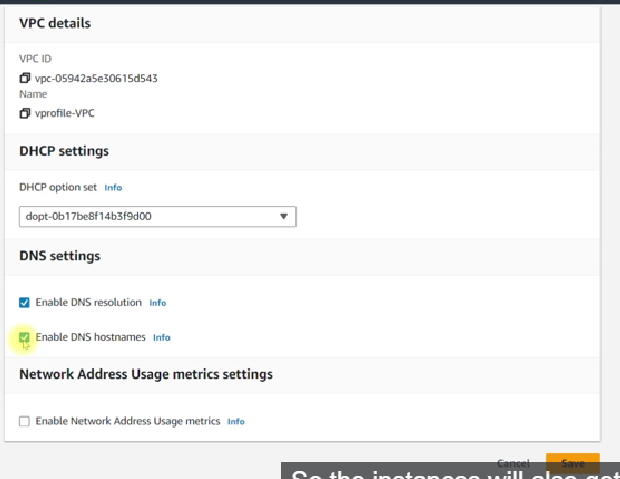 VPC details
VPC ID
vpc-05942a5e30615d543
Name
vprofile-VPC
DHCP settings
DHCP option set Info
dopt-0b17be8f14b3f9d00
DNS settings
Enable DNS resolution Info
Enable DNS hostnames Info
Network Address Usage metrics settings
Enable Network Address Usage metrics Info
Cancel Save
So the instances will also get